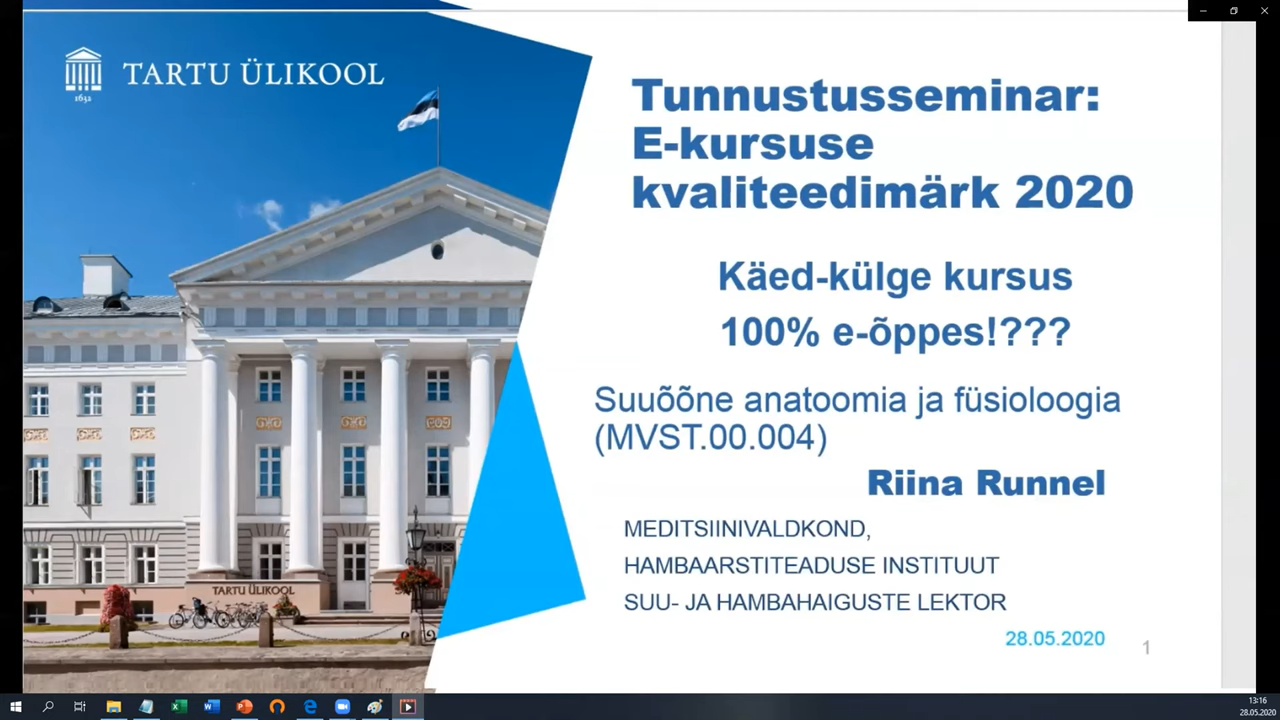 TARTU ÜLIKOOL
1632
Tunnustusseminar:
E-kursuse
kvaliteedimärk 2020
Käed-külge kursus
100% e-õppes!???
Suuõõne anatoomia ja füsioloogia
(MVST.00.004)
Riina Runnel
MEDITSIINIVALDKOND,
HAMBAARSTITEADUSE INSTITUUT
SUU- JA HAMBAHAIGUSTE LEKTOR
TARTU ÜLIKOOL
28.05.2020
1
13:16
28.05.2020